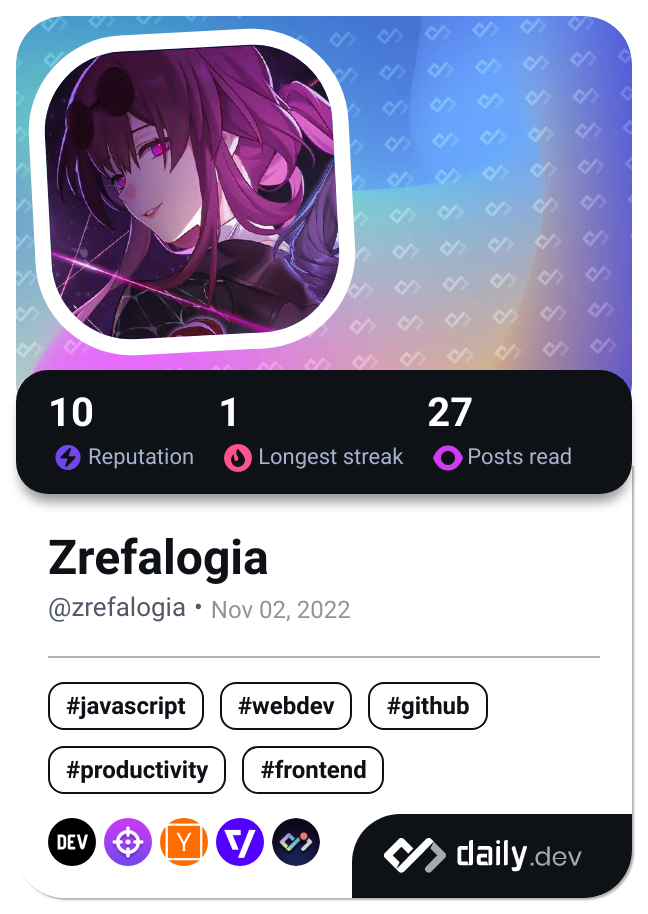 10 1 27
Reputation Longest streak Posts read
Zrefalogia
@zrefalogia • Nov 02, 2022
#javascript #webdev #github
#productivity #frontend
DEV Y daily.dev